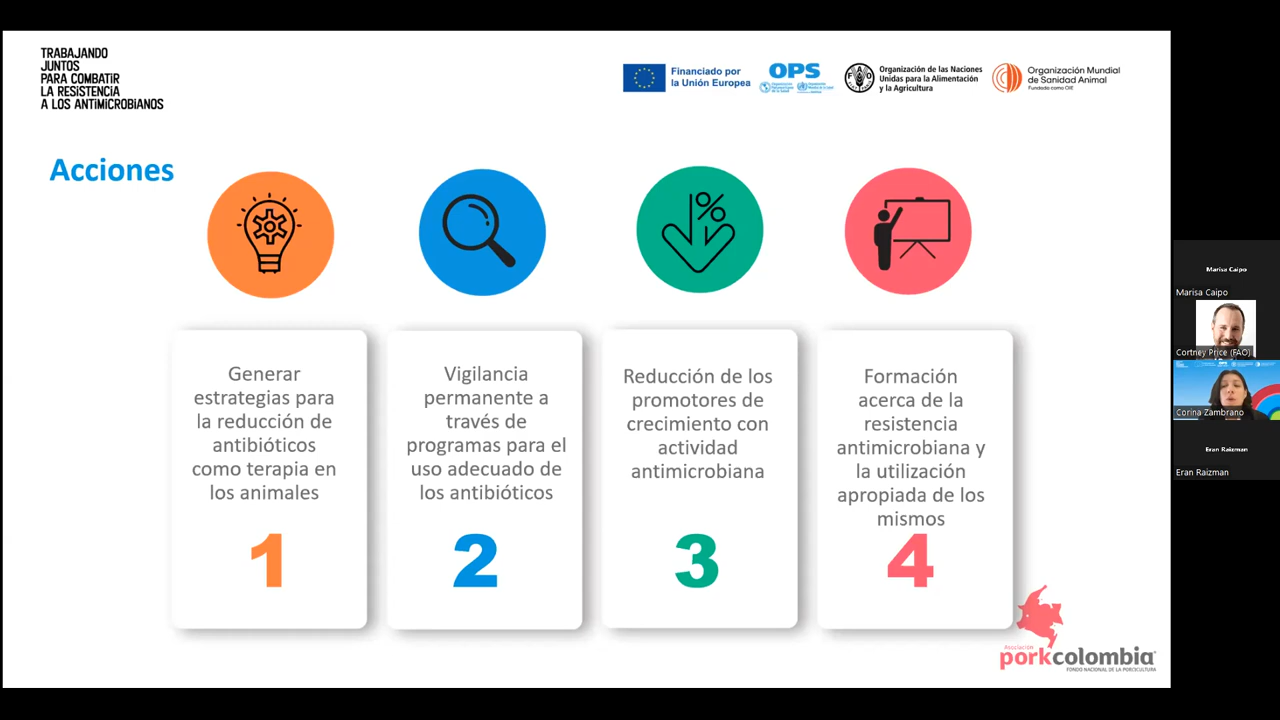 TRABAJANDO
JUNTOS
PARA COMBATIR
LA RESISTENCIA
A LOS ANTIMICROBIANOS
Financiado por
la Unión Europea
OPS
Organización de las Naciones
Unidas para la Alimentación
y la Agricultura
Organización Mundial
de Sanidad Animal
Fundada como OIE
Acciones
Generar
estrategias para
la reducción de
antibióticos
como terapia en
los animales
1
Vigilancia
permanente a
través de
programas para el
uso adecuado de
los antibióticos
2
Reducción de los
promotores de
crecimiento con
actividad
antimicrobiana
3
Formación
acerca de la
resistencia
antimicrobiana y
la utilización
apropiada de los
mismos
4
Asociación
porkcolombia
FONDO NACIONAL DE LA PORCICULTURA
Marisa Caipo
Marisa Caipo
Cortney Price (FAO)
Corina Zambrano
Eran Raizman
Eran Raizman